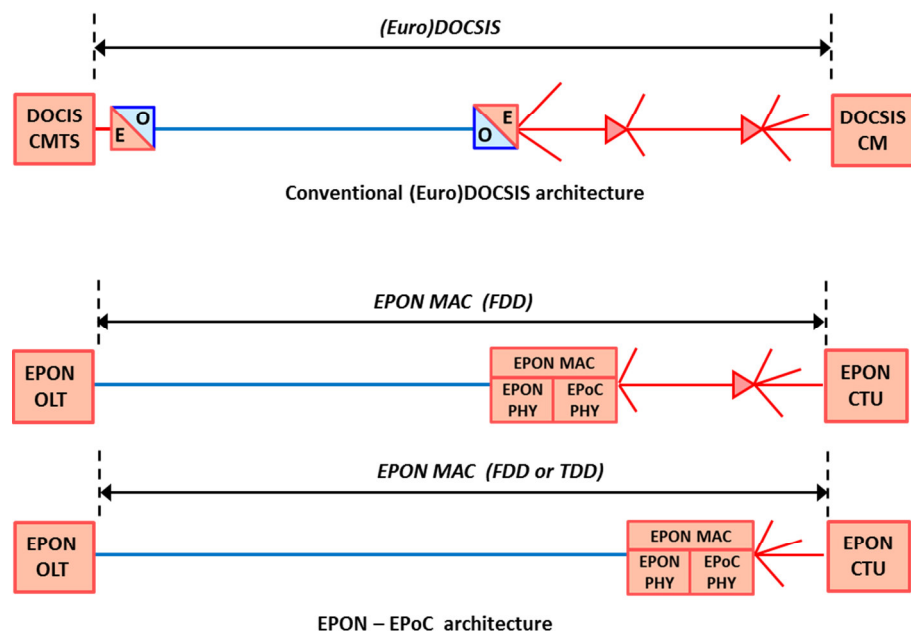 (Euro)DOCSIS
DOCIS
CMTS
E
O
O
E
DOCSIS
CM
Conventional (Euro)DOCSIS architecture
EPON MAC (FDD)
EPON
OLT
EPON MAC
EPON
PHY
EPoC
PHY
EPON
CTU
EPON MAC (FDD or TDD)
EPON
OLT
EPON MAC
EPON
PHY
EPoC
PHY
EPON
CTU
EPON – EPoC architecture